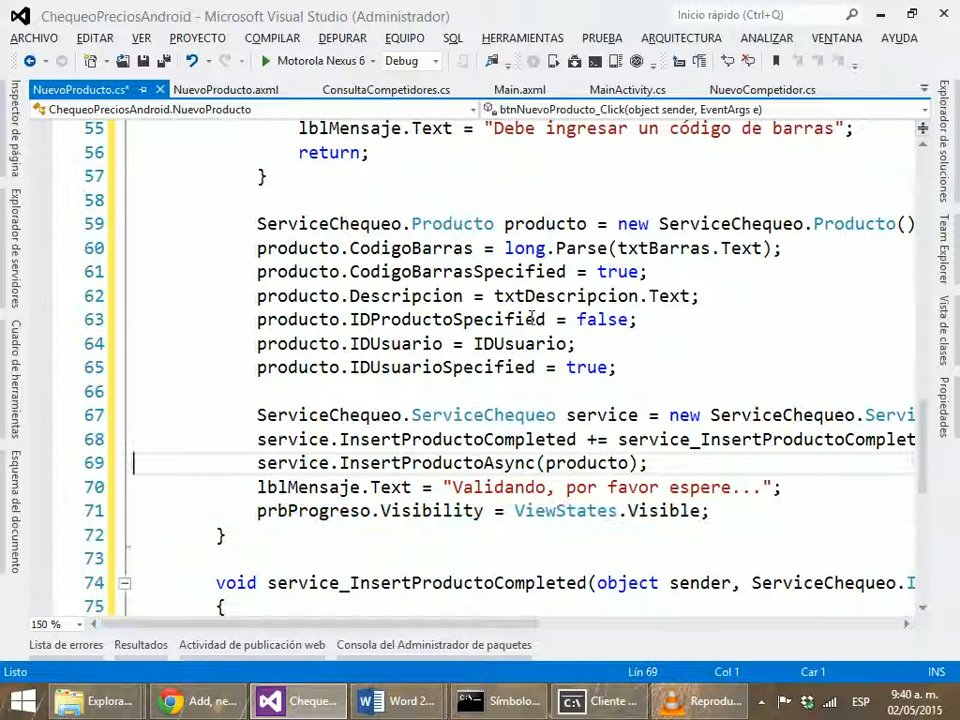 ChequeoPreciosAndroid - Microsoft Visual Studio (Administrador)
Inicio rápido (Ctrl+Q)
ARCHIVO EDITAR VER PROYECTO COMPILAR DEPURAR EQUIPO SQL HERRAMIENTAS PRUEBA ARQUITECTURA ANALIZAR VENTANA AYUDA
Motorola Nexus 6 Debug
NuevoProducto.cs* NuevoProducto.axml ConsultaCompetidores.cs Main.axml MainActivity.cs NuevoCompetidor.cs
ChequeoPreciosAndroid.NuevoProducto btnNuevoProducto_Click(object sender, EventArgs e)
Inspector de página
Explorador de servidores
Cuadro de herramientas
Esquema del documento
55 lblMensaje.Text = "Debe ingresar un código de barras";
56 return;
57 }
58
59 ServiceChequeo.Producto producto = new ServiceChequeo.Producto()
60 producto.CodigoBarras = long.Parse(txtBarras.Text);
61 producto.CodigoBarrasSpecified = true;
62 producto.Descripcion = txtDescripcion.Text;
63 producto.IDProductoSpecified = false;
64 producto.IDUsuario = IDUsuario;
65 producto.IDUsuarioSpecified = true;
66
67 ServiceChequeo.ServiceChequeo service = new ServiceChequeo.Servi
68 service.InsertProductoCompleted += service_InsertProductoComplet
69 service.InsertProductoAsync(producto);
70 lblMensaje.Text = "Validando, por favor espere...";
71 prbProgreso.Visibility = ViewStates.Visible;
72 }
73
74 void service_InsertProductoCompleted(object sender, ServiceChequeo.I
75 {
Explorador de soluciones
Team Explorer
Vista de clases
Propiedades
150 %
Lista de errores Resultados Actividad de publicación web Consola del Administrador de paquetes
Listo Lín 69 Col 1 Car 1 INS
Explora... Add, ne... Cheque... Word 2... Símbolo... Cliente ... Reprodu... ESP
9:40 a. m.
02/05/2015